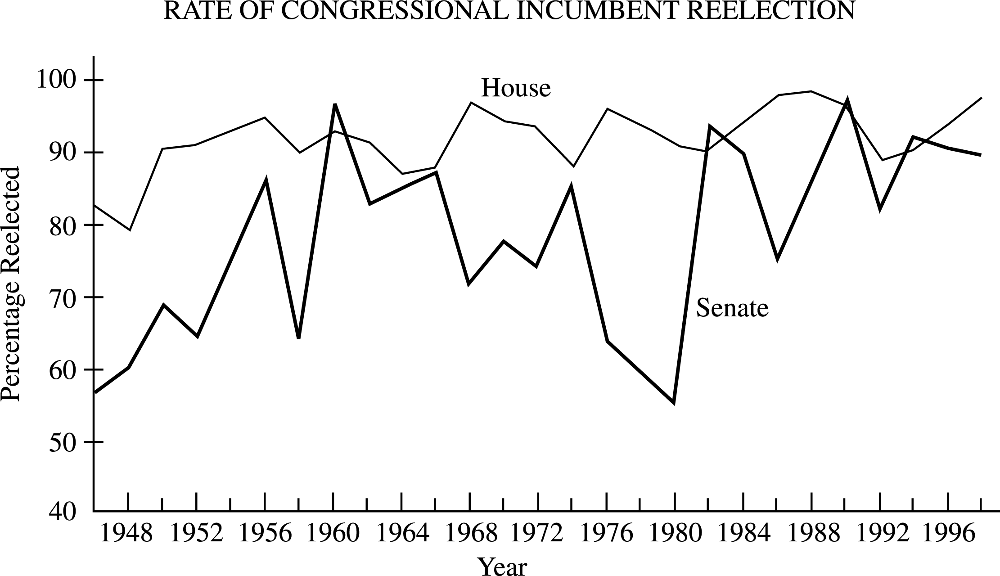 RATE OF CONGRESSIONAL INCUMBENT REELECTION
100
House
90
80
Percentage Reelected
70
Senate
60
50
40
1948 1952 1956 1960 1964 1968 1972 1976 1980 1984 1988 1992 1996
Year